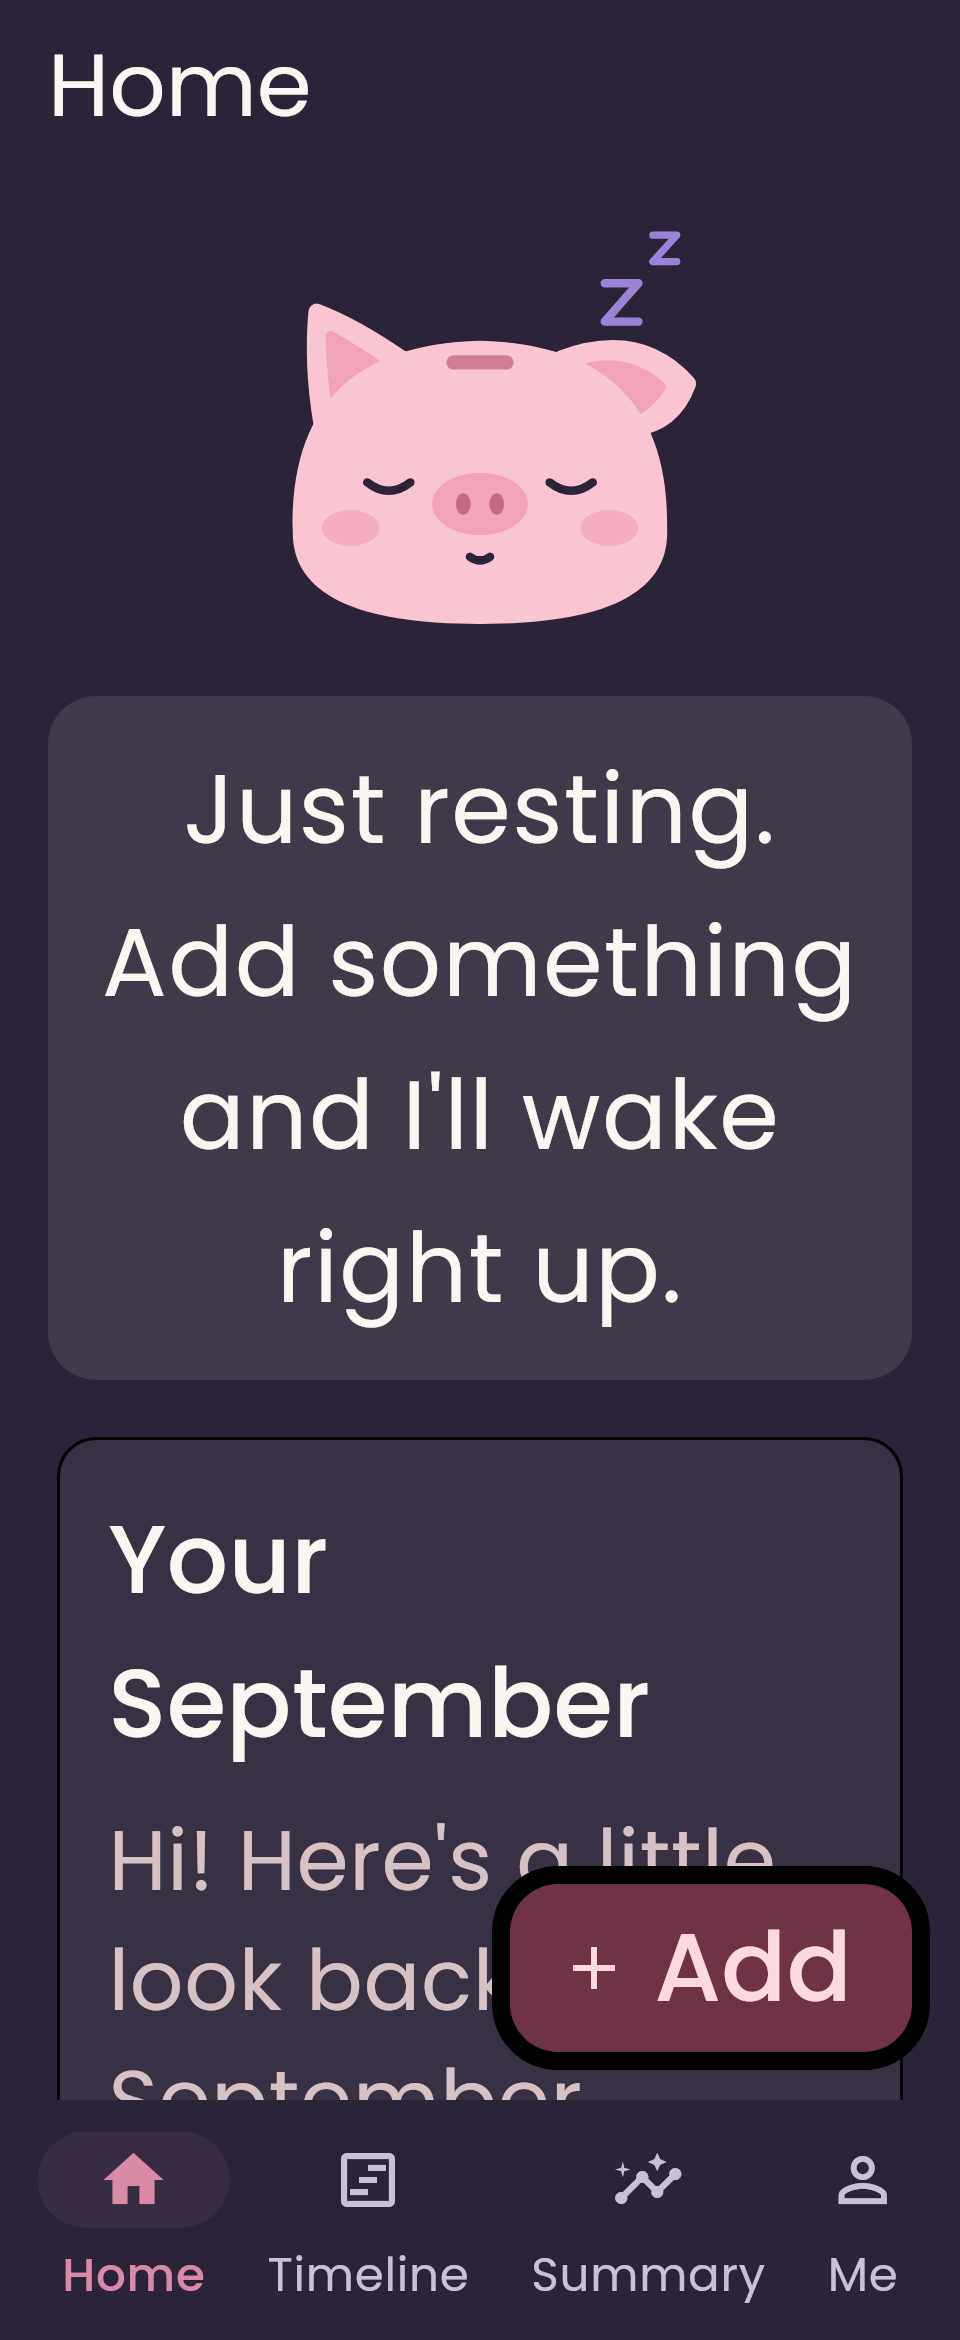 Home
z
z
Just resting.
Add something
and I'll wake
right up.
Your
September
Hi! Here's a little
look back
September
+ Add
Home
Timeline
Summary
Me